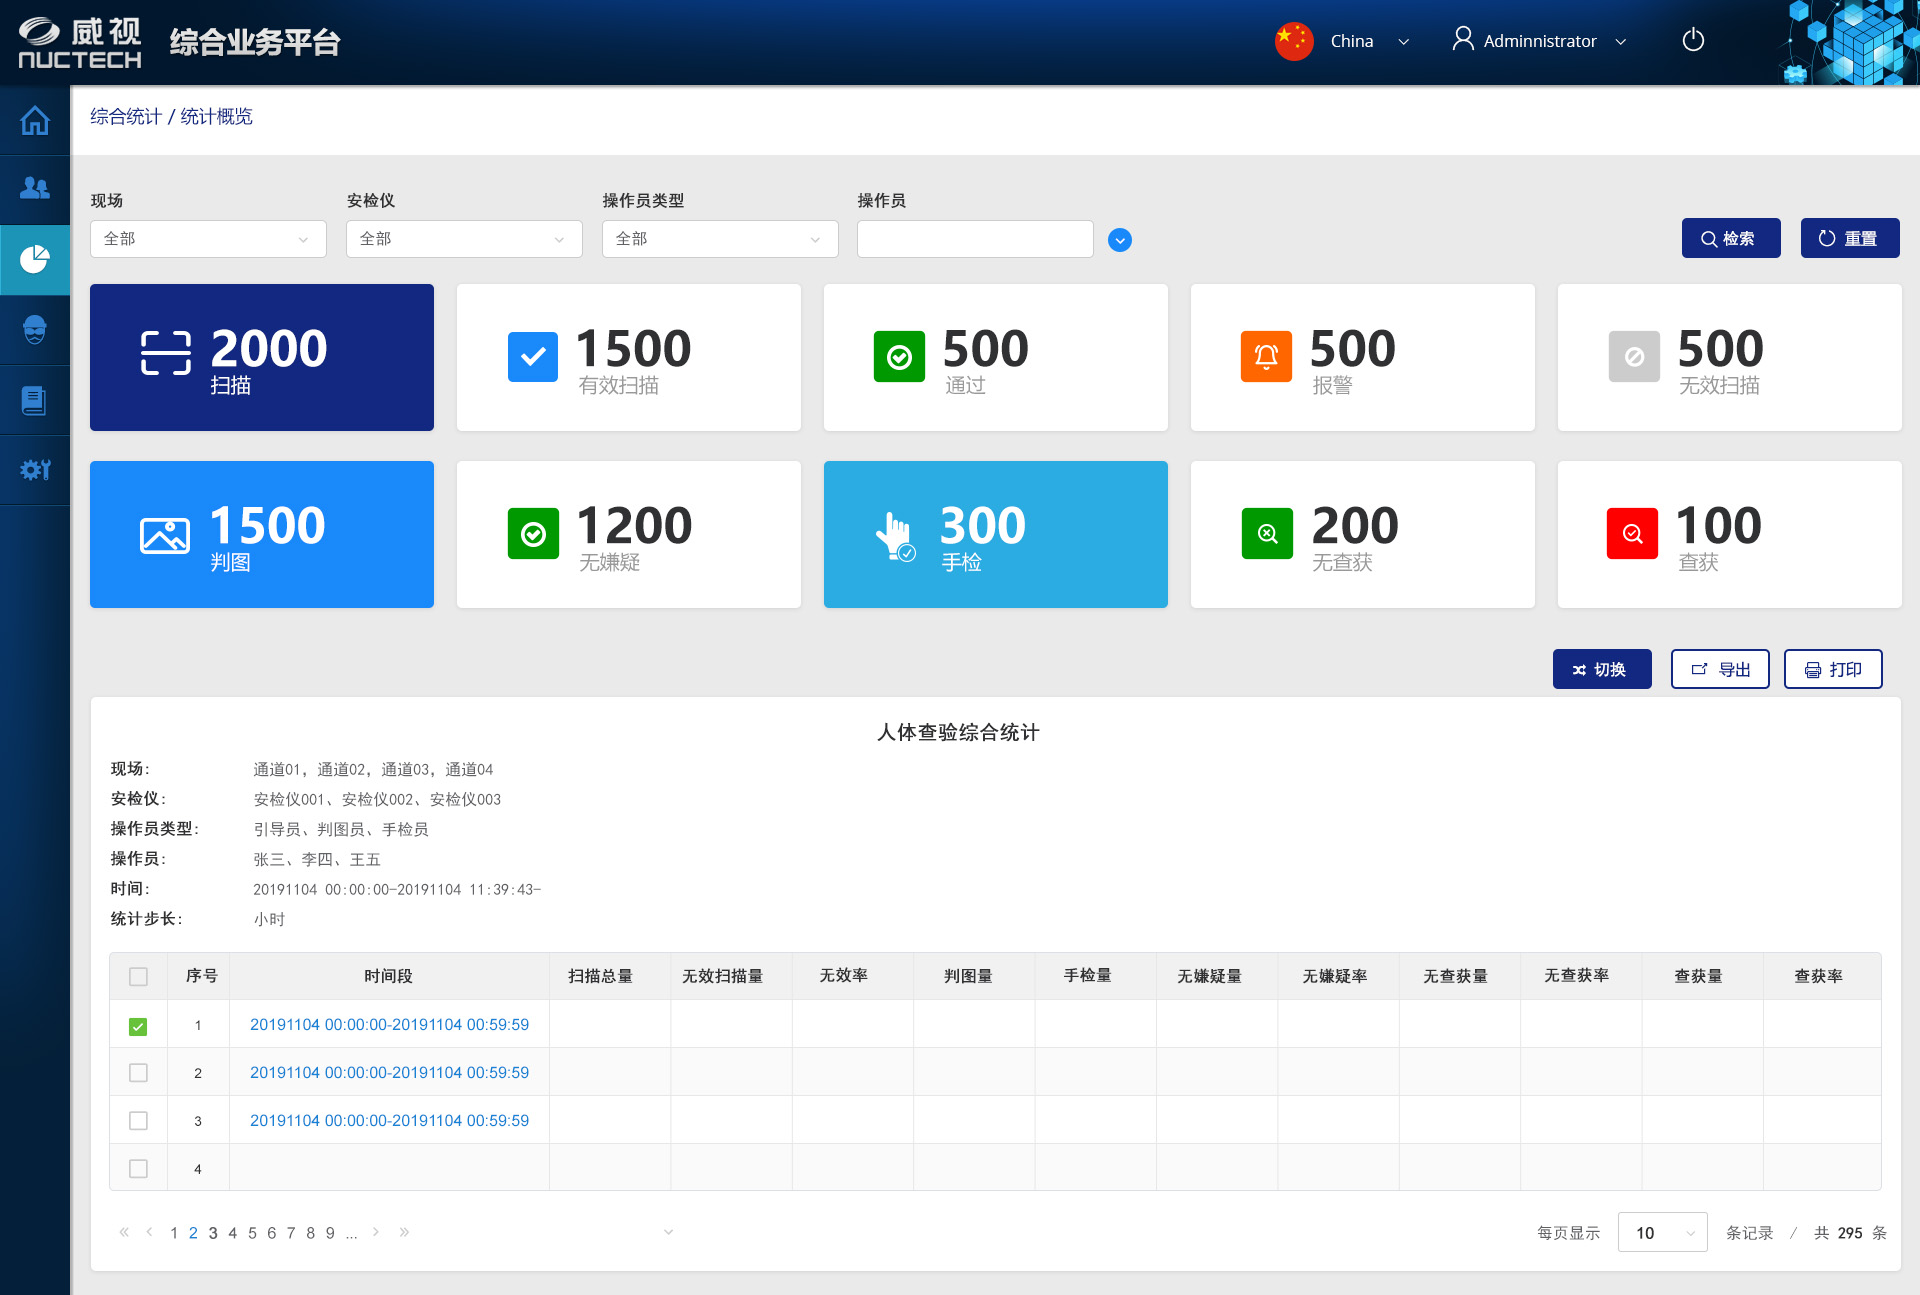 威视
NUCTECH
综合业务平台
China
Adminnistrator
综合统计 / 统计概览
现场
安检仪
操作员类型
操作员
全部
全部
全部
检索
重置
2000
扫描
1500
有效扫描
500
通过
500
报警
500
无效扫描
1500
判图
1200
无嫌疑
300
手检
200
无查获
100
查获
切换
导出
打印
人体查验综合统计
现场: 通道01，通道02，通道03，通道04
安检仪: 安检仪001、安检仪002、安检仪003
操作员类型: 引导员、判图员、手检员
操作员: 张三、李四、王五
时间: 20191104 00:00:00-20191104 11:39:43-
统计步长: 小时
序号 时间段 扫描总量 无效扫描量 无效率 判图量 手检量 无嫌疑量 无嫌疑率 无查获量 无查获率 查获量 查获率
1 20191104 00:00:00-20191104 00:59:59
2 20191104 00:00:00-20191104 00:59:59
3 20191104 00:00:00-20191104 00:59:59
4
« ‹ 1 2 3 4 5 6 7 8 9 ... › »
每页显示 10 条记录 / 共 295 条